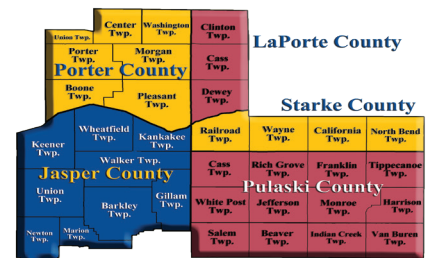 Center
Twp.
Washington
Twp.
Clinton
Twp.
Union Twp.
LaPorte County
Porter
Twp.
Morgan
Twp.
Cass
Twp.
Porter County
Boone
Twp.
Pleasant
Twp.
Dewey
Twp.
Starke County
Keener
Twp.
Wheatfield
Twp.
Kankakee
Twp.
Railroad
Twp.
Wayne
Twp.
California
Twp.
North Bend
Twp.
Walker Twp.
Cass
Twp.
Rich Grove
Twp.
Franklin
Twp.
Tippecanoe
Twp.
Jasper County
Pulaski County
Union
Twp.
Barkley
Twp.
Gillam
Twp.
White Post
Twp.
Jefferson
Twp.
Monroe
Twp.
Harrison
Twp.
Newton
Twp.
Marion
Twp.
Salem
Twp.
Beaver
Twp.
Indian Creek
Twp.
Van Buren
Twp.